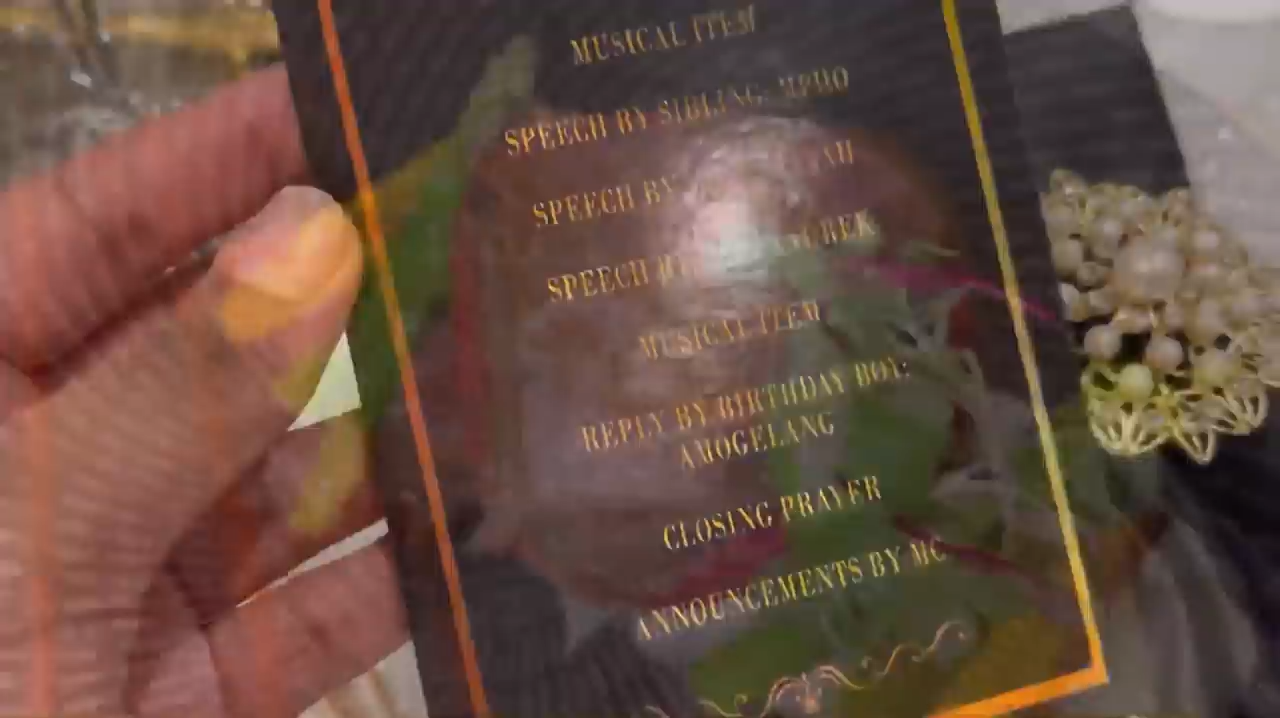 MUSICAL ITEM
SPEECH BY SIBLING: MPHO
SPEECH BY
SPEECH BY
MUSICAL ITEM
REPLY BY BIRTHDAY BOY:
AMOGELANG
CLOSING PRAYER
ANNOUNCEMENTS BY MC